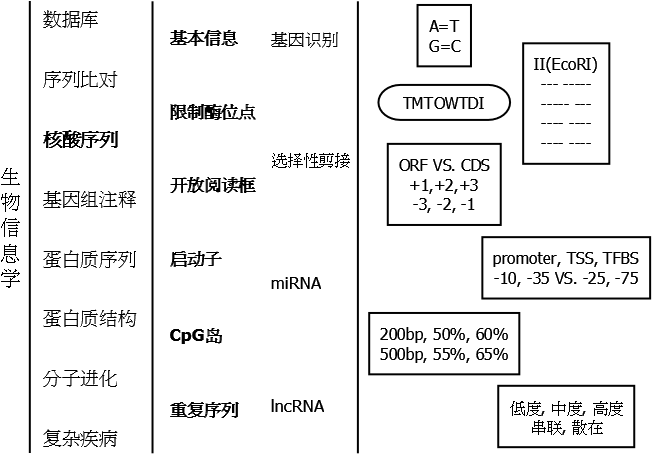 生物信息学
数据库
序列比对
核酸序列
基因组注释
蛋白质序列
蛋白质结构
分子进化
复杂疾病
基本信息
限制酶位点
开放阅读框
启动子
CpG岛
重复序列
基因识别
选择性剪接
miRNA
lncRNA
A=T
G=C
II(EcoRI)
--- -----
----- ---
---- ----
---- ----
TMTOWTDI
ORF VS. CDS
+1,+2,+3
-3, -2, -1
promoter, TSS, TFBS
-10, -35 VS. -25, -75
200bp, 50%, 60%
500bp, 55%, 65%
低度, 中度, 高度
串联, 散在